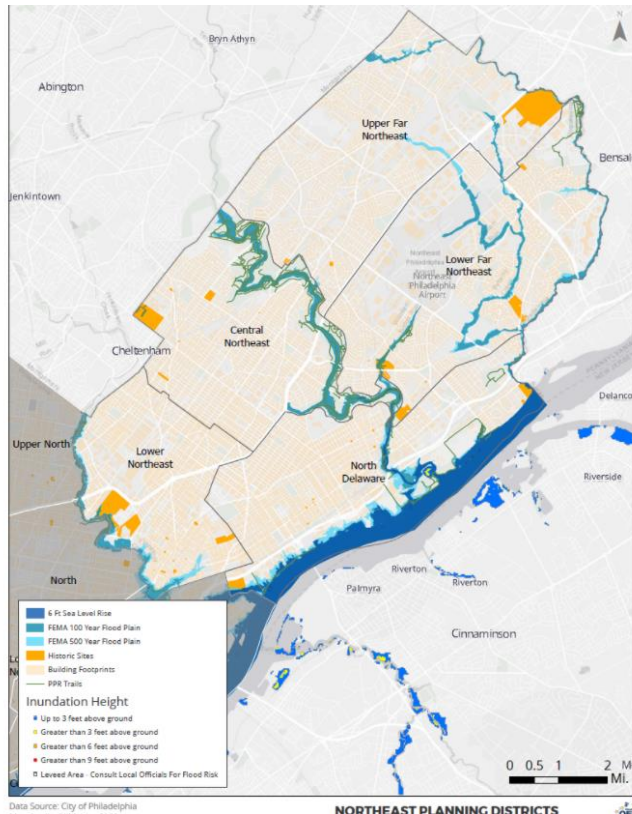 Bryn Athyn
Abington
Montgomery
Upper Far
Northeast
Bensal
Jenkintown
Lower Far
Northeast
Northeast
Philadelphia
Airport
Central
Northeast
Cheltenham
PENNSYLVANIA
NEW JERSEY
Delanco
Upper North
Lower
Northeast
North
Delaware
Riverside
Riverton
Riverton
Palmyra
North
Cinnaminson
6 Ft Sea Level Rise
FEMA 100 Year Flood Plain
FEMA 500 Year Flood Plain
Historic Sites
Building Footprints
PPR Trails
Inundation Height
Up to 3 feet above ground
Greater than 3 feet above ground
Greater than 6 feet above ground
Greater than 9 feet above ground
Leveed Area - Consult Local Officials For Flood Risk
N
0 0.5 1 2 M
Mi.
Data Source: City of Philadelphia
NORTHEAST PLANNING DISTRICTS